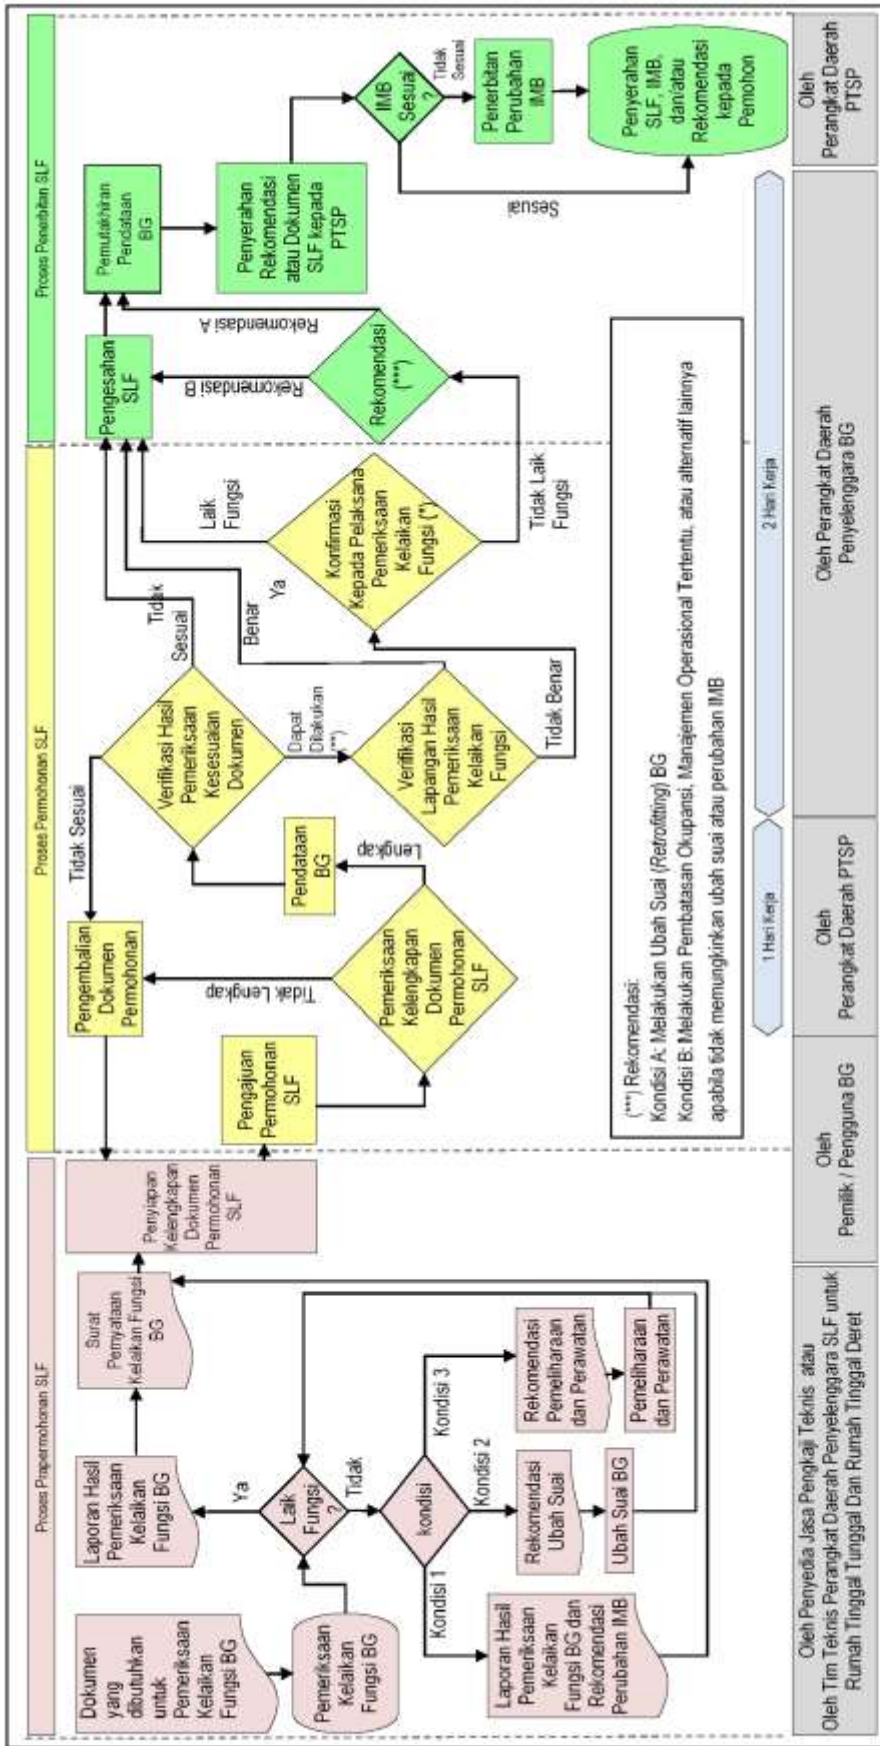 Proses Prapermohonan SLF
Dokumen
yang
dibutuhkan
untuk
Pemeriksaan
Kelaikan
Fungsi BG
Pemeriksaan
Kelaikan
Fungsi BG
Laik
Fungsi
?
Ya
Tidak
Laporan Hasil
Pemeriksaan
Kelaikan
Fungsi BG
Surat
Pernyataan
Kelaikan Fungsi
BG
kondisi
Kondisi 1
Kondisi 2
Kondisi 3
Laporan Hasil
Pemeriksaan
Kelaikan
Fungsi BG dan
Rekomendasi
Perubahan IMB
Rekomendasi
Ubah Suai
Ubah Suai BG
Rekomendasi
Pemeliharaan
dan Perawatan
Pemeliharaan
dan Perawatan
Penyiapan
Kelengkapan
Dokumen
Permohonan
SLF
Proses Permohonan SLF
Pengembalian
Dokumen
Permohonan
Pengajuan
Permohonan
SLF
Tidak Lengkap
Pemeriksaan
Kelengkapan
Dokumen
Permohonan
SLF
Lengkap
Pendataan
BG
Tidak Sesuai
Verifikasi Hasil
Pemeriksaan
Kesesuaian
Dokumen
Tidak
Sesuai
Dapat
Dilakukan
(**)
Verifikasi
Lapangan Hasil
Pemeriksaan
Kelaikan
Fungsi
Benar
Tidak Benar
Ya
Konfirmasi
Kepada Pelaksana
Pemeriksaan
Kelaikan
Fungsi (*)
Laik
Fungsi
Tidak Laik
Fungsi
Proses Penerbitan SLF
Pengesahan
SLF
Rekomendasi B
Rekomendasi A
Rekomendasi
(***)
Pemutakhiran
Pendataan
BG
Penyerahan
Rekomendasi
atau Dokumen
SLF kepada
PTSP
IMB
Sesuai
?
Tidak
Sesuai
Sesuai
Penerbitan
Perubahan
IMB
Penyerahan
SLF, IMB,
dan/atau
Rekomendasi
kepada
Pemohon
(***) Rekomendasi:
Kondisi A: Melakukan Ubah Suai (Retrofitting) BG
Kondisi B: Melakukan Pembatasan Okupansi, Manajemen Operasional Tertentu, atau alternatif lainnya
apabila tidak memungkinkan ubah suai atau perubahan IMB
1 Hari Kerja
2 Hari Kerja
Oleh Penyedia Jasa Pengkaji Teknis atau
Oleh Tim Teknis Perangkat Daerah Penyelenggara SLF untuk
Rumah Tinggal Tunggal Dan Rumah Tinggal Deret
Oleh
Pemilik / Pengguna BG
Oleh
Perangkat Daerah PTSP
Oleh Perangkat Daerah
Penyelenggara BG
Oleh
Perangkat Daerah
PTSP